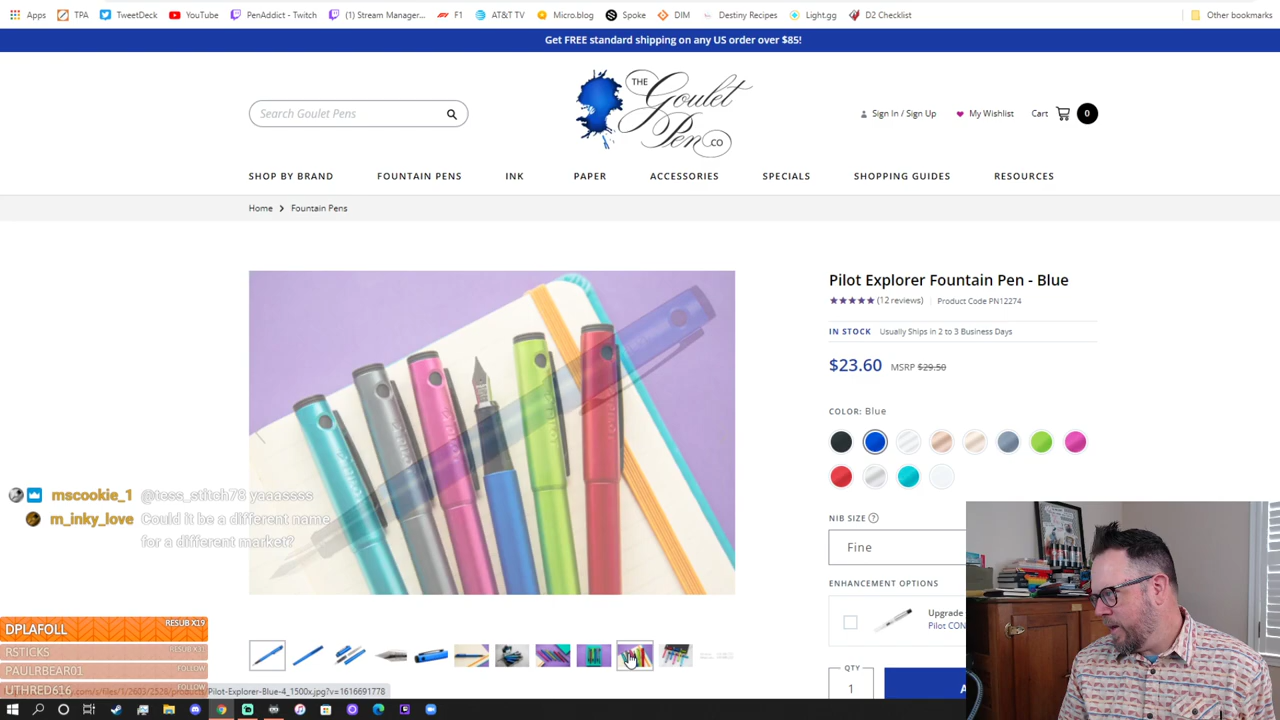 Apps TPA TweetDeck YouTube PenAddict - Twitch (1) Stream Manager... F1 AT&T TV Micro.blog Spoke DIM Destiny Recipes Light.gg D2 Checklist Other bookmarks
Get FREE standard shipping on any US order over $85!
Search Goulet Pens
THE Goulet Pen CO
Sign In / Sign Up My Wishlist Cart 0
SHOP BY BRAND FOUNTAIN PENS INK PAPER ACCESSORIES SPECIALS SHOPPING GUIDES RESOURCES
Home Fountain Pens
Pilot Explorer Fountain Pen - Blue
(12 reviews) Product Code PN12274
IN STOCK Usually Ships in 2 to 3 Business Days
$23.60 MSRP $29.50
COLOR: Blue
NIB SIZE ?
Fine
ENHANCEMENT OPTIONS
Upgrade
Pilot CON
QTY
1 A
mscookie_1 @tess_stitch78 yaaassss
m_inky_love Could it be a different name
for a different market?
DPLAFOLL RESUB X19
RSTICKS
PAULRBEAR01 FOLLOW
UTHRED616 FOLLOW
Pilot-Explorer-Blue-4_1500x.jpg?v=1616691778